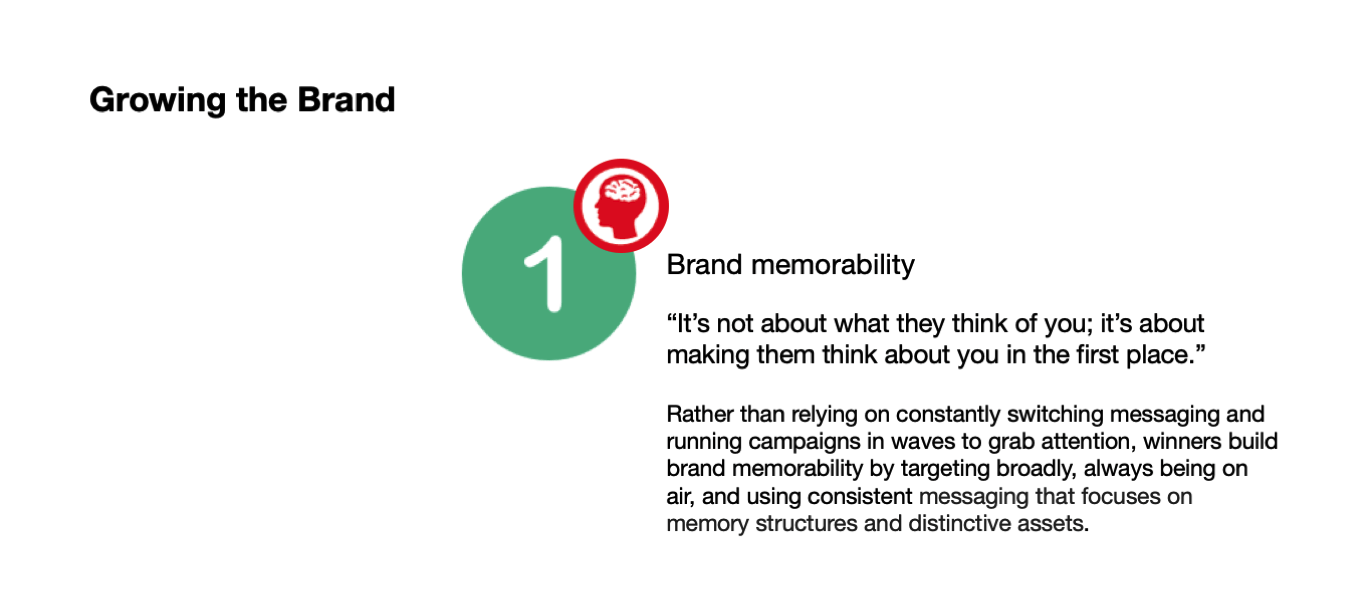 Growing the Brand
1
Brand memorability
“It’s not about what they think of you; it’s about
making them think about you in the first place.”
Rather than relying on constantly switching messaging and
running campaigns in waves to grab attention, winners build
brand memorability by targeting broadly, always being on
air, and using consistent messaging that focuses on
memory structures and distinctive assets.